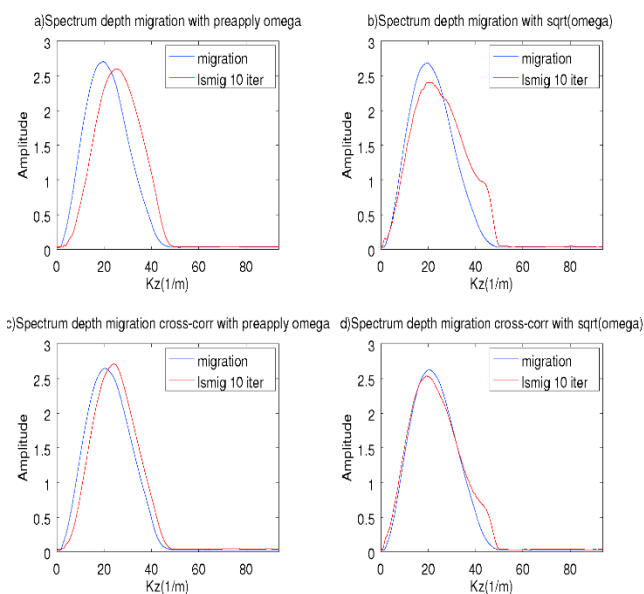 a)Spectrum depth migration with preapply omega
3
2.5
2
1.5
1
0.5
0
Amplitude
migration
lsmig 10 iter
0 20 40 60 80
Kz(1/m)
b)Spectrum depth migration with sqrt(omega)
3
2.5
2
1.5
1
0.5
0
Amplitude
migration
lsmig 10 iter
0 20 40 60 80
Kz(1/m)
c)Spectrum depth migration cross-corr with preapply omega
3
2.5
2
1.5
1
0.5
0
Amplitude
migration
lsmig 10 iter
0 20 40 60 80
Kz(1/m)
d)Spectrum depth migration cross-corr with sqrt(omega)
3
2.5
2
1.5
1
0.5
0
Amplitude
migration
lsmig 10 iter
0 20 40 60 80
Kz(1/m)